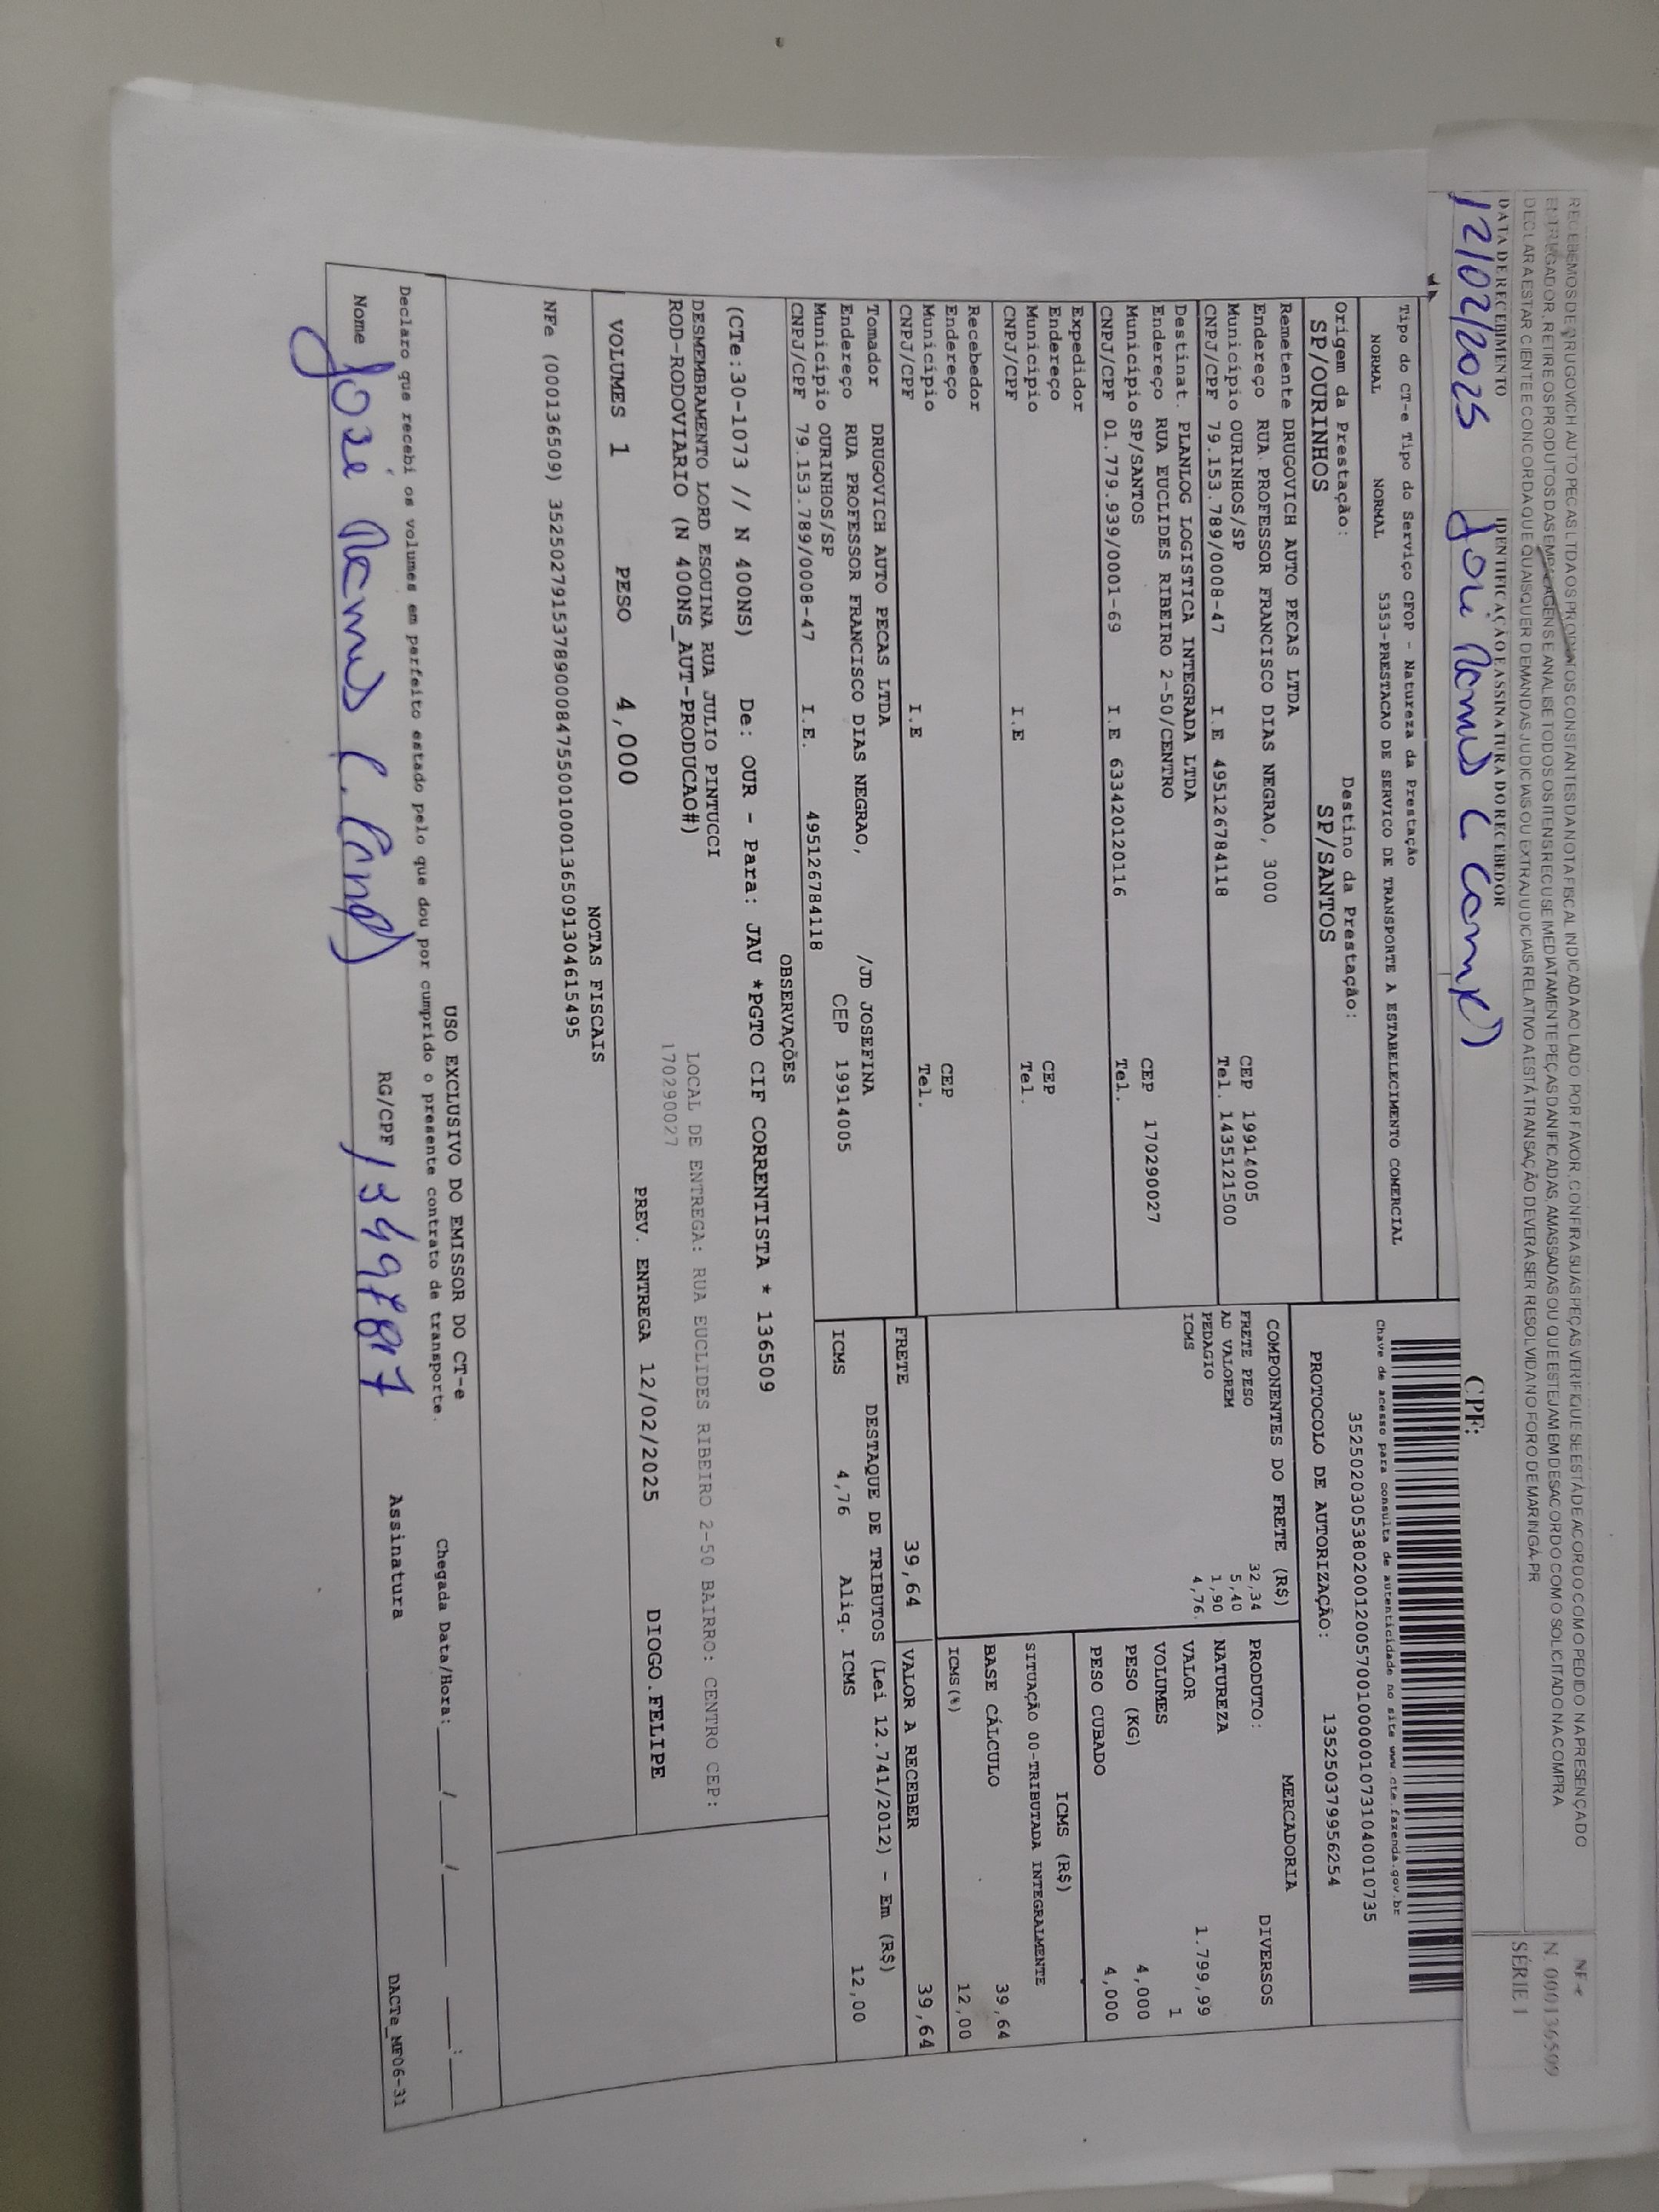 RECEBEMOS DE DRUGOVICH AUTO PECAS LTDA OS PRODUTOS CONSTANTES DA NOTA FISCAL INDICADA AO LADO. POR FAVOR, CONFIRA SUAS PEÇAS VERIFIQUE SE ESTÁ DE ACORDO COM O PEDIDO NA PRESENÇA DO
ENTREGADOR, RETIRE OS PRODUTOS DAS EMBALAGENS E ANALISE TODOS OS ITENS RECUSE IMEDIATAMENTE PEÇAS DANIFICADAS, AMASSADAS OU QUE ESTEJAM EM DESACORDO COM O SOLICITADO NA COMPRA
DECLARA ESTAR CIENTE E CONCORDA QUE QUAISQUER DEMANDAS JUDICIAIS OU EXTRAJUDICIAIS RELATIVO A ESTÁ TRANSAÇÃO DEVERÁ SER RESOLVIDA NO FORO DE MARINGÁ-PR
NF-e
N. 000136509
SÉRIE 1
DATA DE RECEBIMENTO IDENTIFICAÇÃO E ASSINATURA DO RECEBEDOR
12/02/2025 José
CPF:
Tipo do CT-e Tipo do Serviço CFOP - Natureza da Prestação
NORMAL NORMAL 5353-PRESTACAO DE SERVICO DE TRANSPORTE A ESTABELECIMENTO COMERCIAL
Chave de acesso para consulta de autenticidade no site www.cte.fazenda.gov.br
35250203053802001200570010000010731040010735
Origem da Prestação: Destino da Prestação:
SP/OURINHOS SP/SANTOS
PROTOCOLO DE AUTORIZAÇÃO: 135250379956254
Remetente DRUGOVICH AUTO PECAS LTDA
Endereço RUA PROFESSOR FRANCISCO DIAS NEGRAO, 3000
Município OURINHOS/SP CEP 19914005
CNPJ/CPF 79.153.789/0008-47 I.E 495126784118 Tel. 1435121500
Destinat. PLANLOG LOGISTICA INTEGRADA LTDA
Endereço RUA EUCLIDES RIBEIRO 2-50/CENTRO
Município SP/SANTOS CEP 17029027
CNPJ/CPF 01.779.939/0001-69 I.E 633420120116 Tel.
Expedidor
Endereço
Município CEP
CNPJ/CPF I.E Tel.
Recebedor
Endereço
Município CEP
CNPJ/CPF I.E Tel.
Tomador DRUGOVICH AUTO PECAS LTDA
Endereço RUA PROFESSOR FRANCISCO DIAS NEGRAO, /JD JOSEFINA
Município OURINHOS/SP CEP 19914005
CNPJ/CPF 79.153.789/0008-47 I.E. 495126784118
COMPONENTES DO FRETE (R$)
FRETE PESO 32,34
AD VALOREM 5,40
PEDAGIO 1,90
ICMS 4,76
MERCADORIA
PRODUTO: DIVERSOS
NATUREZA
VALOR 1.799,99
VOLUMES 1
PESO (KG) 4,000
PESO CUBADO 4,000
ICMS (R$)
SITUAÇÃO 00-TRIBUTADA INTEGRALMENTE
BASE CÁLCULO 39,64
ICMS(%) 12,00
FRETE 39,64 VALOR A RECEBER 39,64
DESTAQUE DE TRIBUTOS (Lei 12.741/2012) - Em (R$)
ICMS 4,76 Aliq. ICMS 12,00
OBSERVAÇÕES
(CTe:30-1073 // N 400NS) De: OUR - Para: JAU *PGTO CIF CORRENTISTA * 136509
DESMEMBRAMENTO LORD ESQUINA RUA JULIO PINTUCCI LOCAL DE ENTREGA: RUA EUCLIDES RIBEIRO 2-50 BAIRRO: CENTRO CEP:
ROD-RODOVIARIO (N 400NS_AUT-PRODUCAO#) 17029002​7
VOLUMES 1 PESO 4,000 PREV. ENTREGA 12/02/2025 DIOGO.FELIPE
NOTAS FISCAIS
NFe (000136509) 35250279153789000847550010001365091304615495
USO EXCLUSIVO DO EMISSOR DO CT-e
Declaro que recebi os volumes em perfeito estado pelo que dou por cumprido o presente contrato de transporte. Chegada Data/Hora: ____/____/____ ____:____
Nome José RG/CPF Assinatura
DACTe_MF06-31